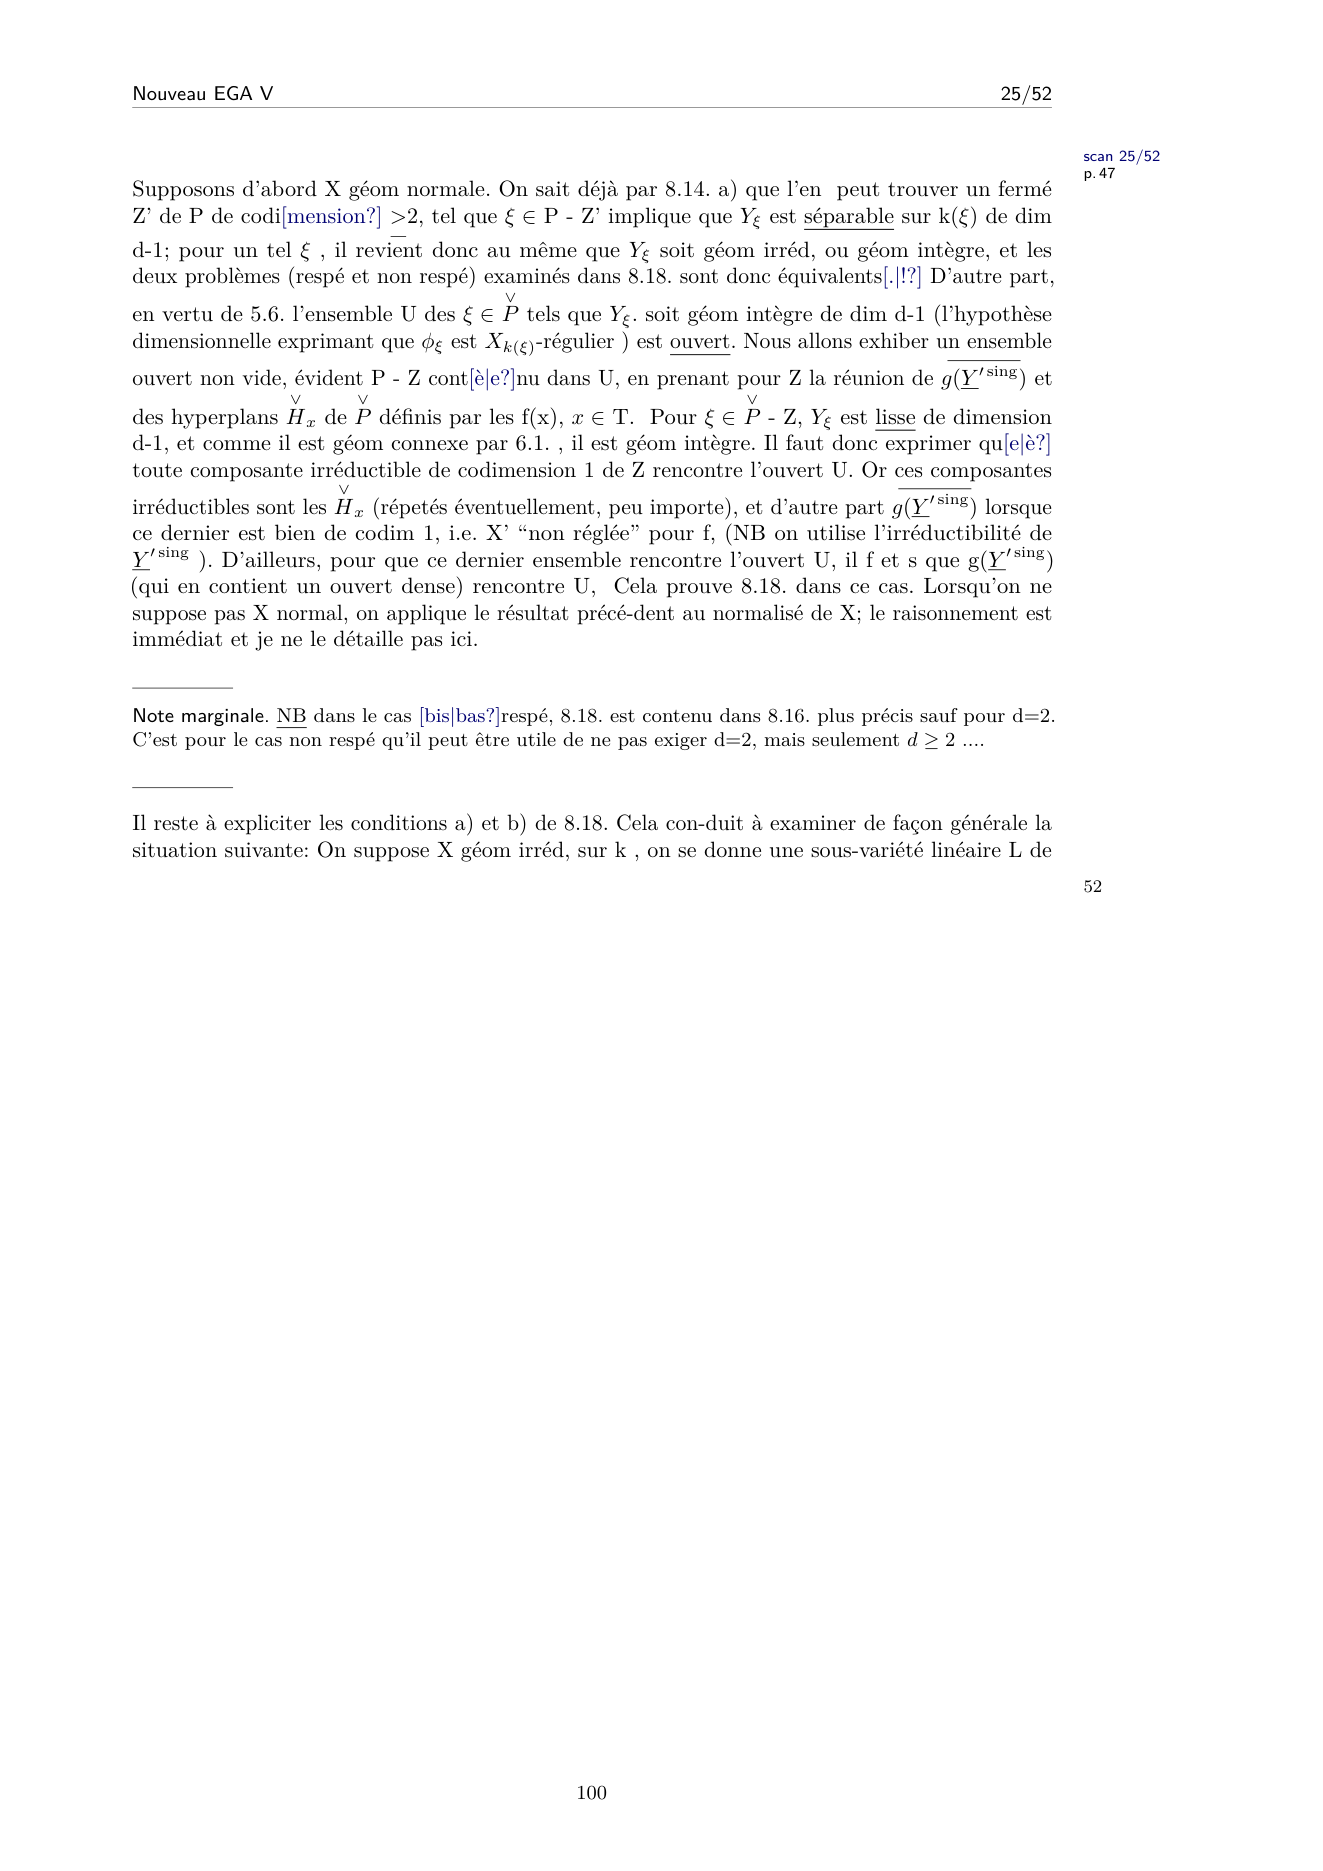 Nouveau EGA V 25/52
scan 25/52
p. 47
Supposons d'abord X géom normale. On sait déjà par 8.14. a) que l'en peut trouver un fermé
Z' de P de codi[mension?] >2, tel que ξ ∈ P - Z' implique que Y_ξ est séparable sur k(ξ) de dim
d-1; pour un tel ξ , il revient donc au même que Y_ξ soit géom irréd, ou géom intègre, et les
deux problèmes (respé et non respé) examinés dans 8.18. sont donc équivalents[.|!?] D'autre part,
en vertu de 5.6. l'ensemble U des ξ ∈ P̌ tels que Y_ξ. soit géom intègre de dim d-1 (l'hypothèse
dimensionnelle exprimant que ϕ_ξ est X_{k(ξ)}-régulier ) est ouvert. Nous allons exhiber un ensemble
ouvert non vide, évident P - Z cont[è|e?]nu dans U, en prenant pour Z la réunion de \overline{g(\underline{Y}'^{sing})} et
des hyperplans Ȟ_x de P̌ définis par les f(x), x ∈ T. Pour ξ ∈ P̌ - Z, Y_ξ est lisse de dimension
d-1, et comme il est géom connexe par 6.1. , il est géom intègre. Il faut donc exprimer qu[e|è?]
toute composante irréductible de codimension 1 de Z rencontre l'ouvert U. Or ces composantes
irréductibles sont les Ȟ_x (répetés éventuellement, peu importe), et d'autre part \overline{g(\underline{Y}'^{sing})} lorsque
ce dernier est bien de codim 1, i.e. X' “non réglée” pour f, (NB on utilise l'irréductibilité de
\underline{Y}'^{sing} ). D'ailleurs, pour que ce dernier ensemble rencontre l'ouvert U, il f et s que g(\underline{Y}'^{sing})
(qui en contient un ouvert dense) rencontre U, Cela prouve 8.18. dans ce cas. Lorsqu'on ne
suppose pas X normal, on applique le résultat précé-dent au normalisé de X; le raisonnement est
immédiat et je ne le détaille pas ici.
Note marginale. NB dans le cas [bis|bas?]respé, 8.18. est contenu dans 8.16. plus précis sauf pour d=2.
C'est pour le cas non respé qu'il peut être utile de ne pas exiger d=2, mais seulement d ≥ 2 ....
Il reste à expliciter les conditions a) et b) de 8.18. Cela con-duit à examiner de façon générale la
situation suivante: On suppose X géom irréd, sur k , on se donne une sous-variété linéaire L de
52
100